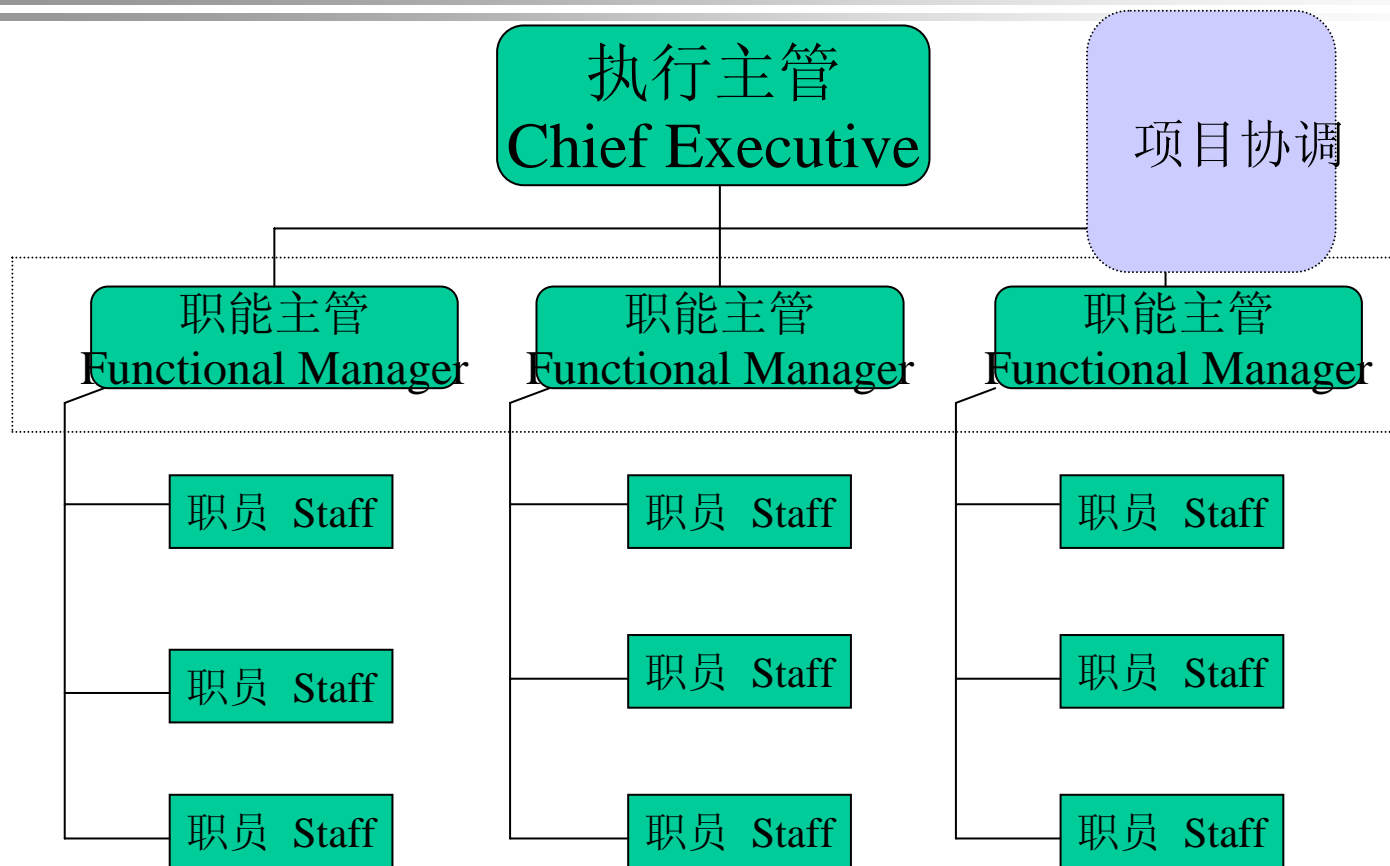 执行主管
Chief Executive
项目协调
职能主管
Functional Manager
职能主管
Functional Manager
职能主管
Functional Manager
职员 Staff
职员 Staff
职员 Staff
职员 Staff
职员 Staff
职员 Staff
职员 Staff
职员 Staff
职员 Staff